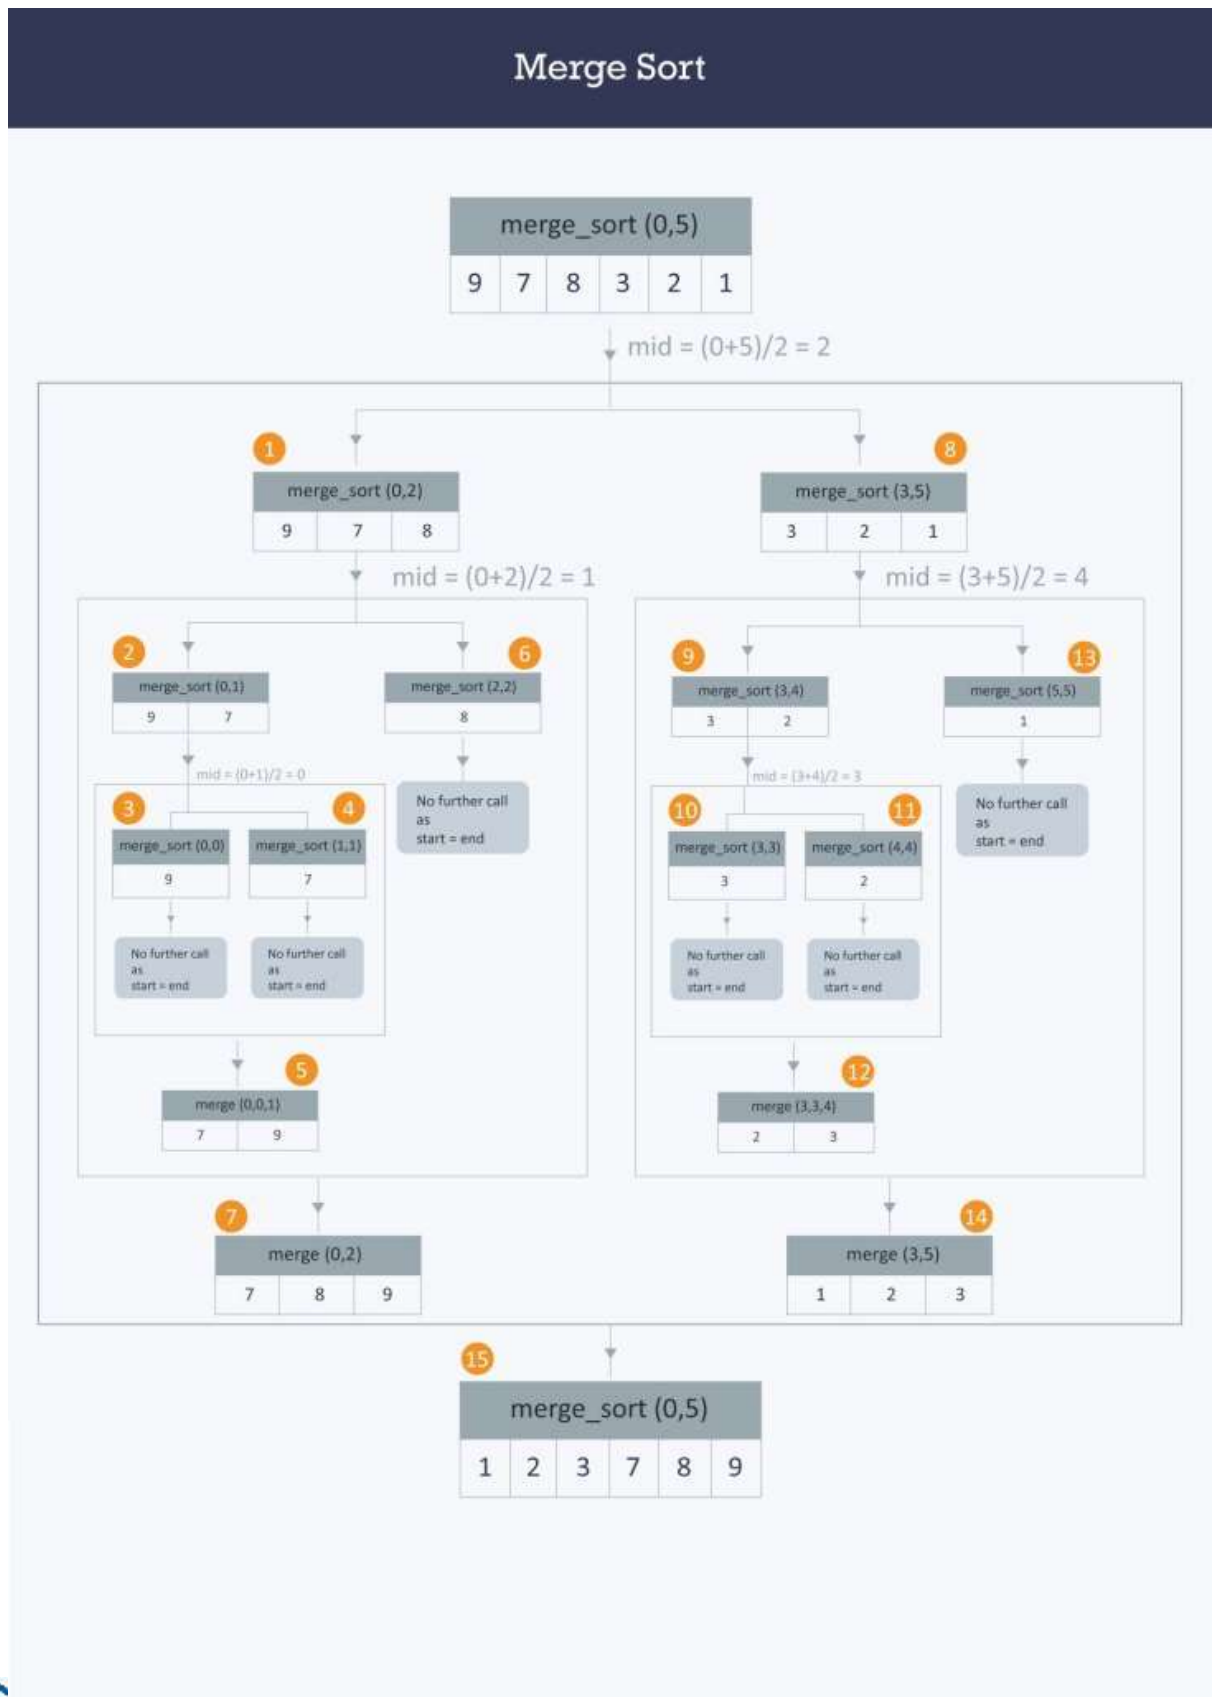 Merge Sort
merge_sort (0,5)
9 7 8 3 2 1
mid = (0+5)/2 = 2
1
merge_sort (0,2)
9 7 8
mid = (0+2)/2 = 1
2
merge_sort (0,1)
9 7
mid = (0+1)/2 = 0
3
merge_sort (0,0)
9
No further call
as
start = end
4
merge_sort (1,1)
7
No further call
as
start = end
5
merge (0,0,1)
7 9
6
merge_sort (2,2)
8
No further call
as
start = end
7
merge (0,2)
7 8 9
8
merge_sort (3,5)
3 2 1
mid = (3+5)/2 = 4
9
merge_sort (3,4)
3 2
mid = (3+4)/2 = 3
10
merge_sort (3,3)
3
No further call
as
start = end
11
merge_sort (4,4)
2
No further call
as
start = end
12
merge (3,3,4)
2 3
13
merge_sort (5,5)
1
No further call
as
start = end
14
merge (3,5)
1 2 3
15
merge_sort (0,5)
1 2 3 7 8 9